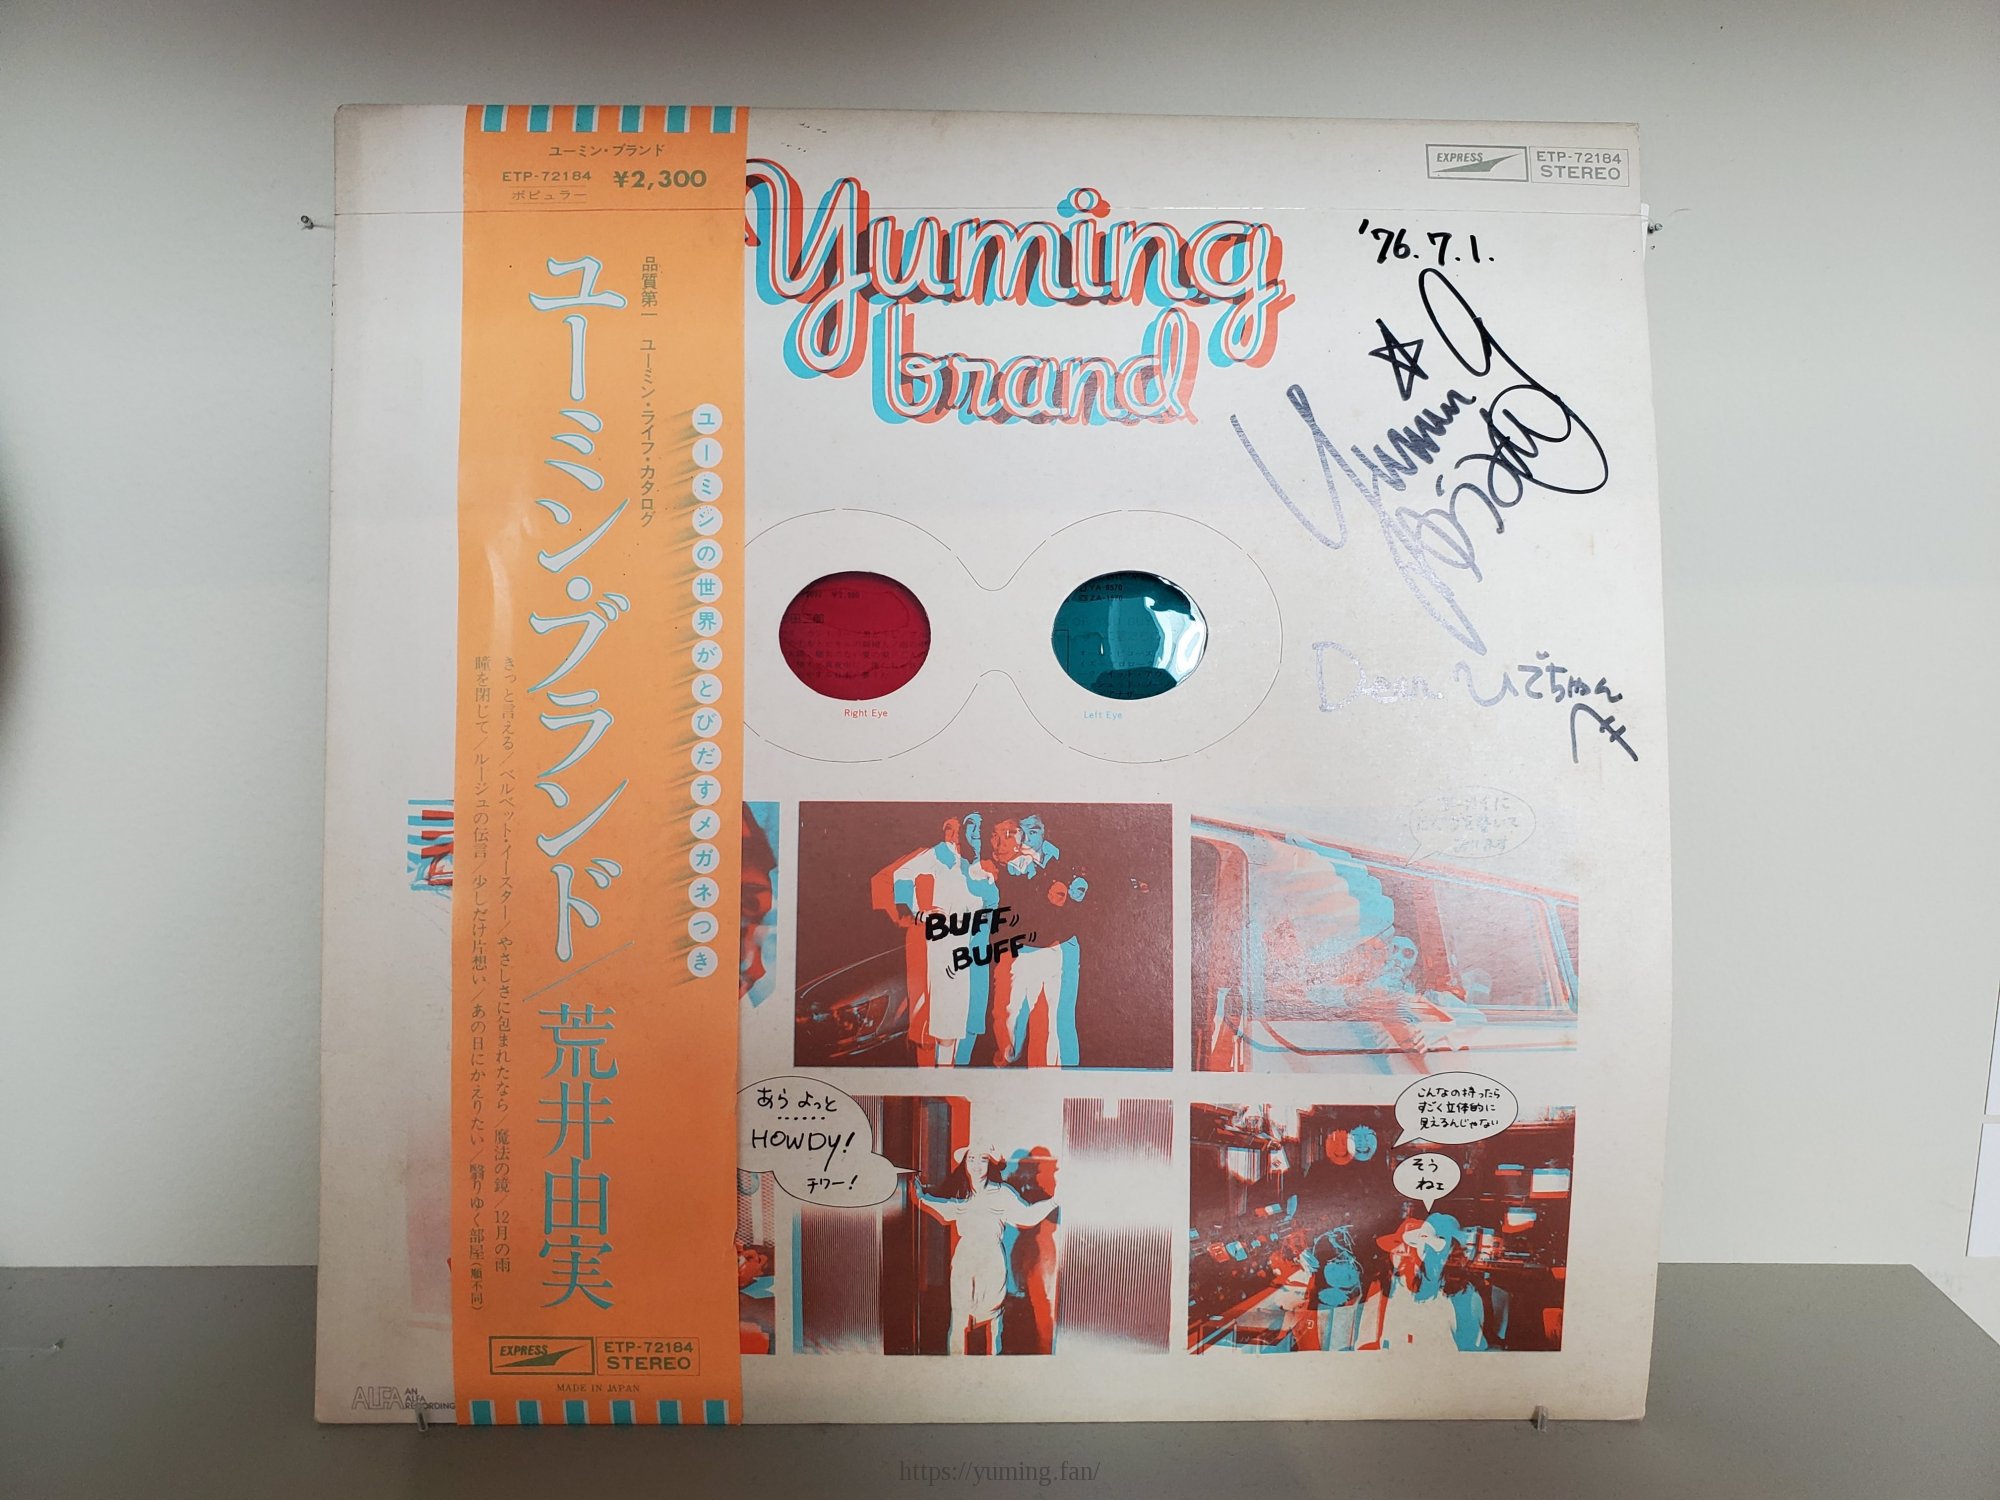 ユーミン・ブランド
ETP-72184 ¥2,300
ポピュラー
品質第一 ユーミン・ライフ・カタログ
ユーミンの世界がとびだすメガネつき
ユーミン・ブランド/荒井由実
きっと言える/ベルベット・イースター/やさしさに包まれたなら/魔法の鏡/12月の雨
瞳を閉じて/ルージュの伝言/少しだけ片想い/あの日にかえりたい/翳りゆく部屋(順不同)
EXPRESS
ETP-72184
STEREO
MADE IN JAPAN
ALFA
AN
ALFA
RECORDING
Yuming
brand
EXPRESS
ETP-72184
STEREO
'76.7.1.
Dear ひでちゃん
Right Eye
Left Eye
"BUFF"
"BUFF"
あら よっと
HOWDY!
チワー!
こんなの持ったら
すごく立体的に
見えるんじゃない
そう
ねェ
https://yuming.fan/